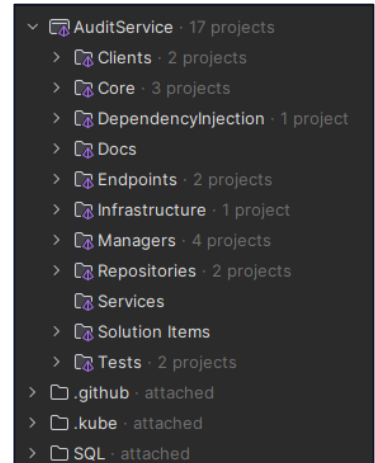 AuditService · 17 projects
Clients · 2 projects
Core · 3 projects
DependencyInjection · 1 project
Docs
Endpoints · 2 projects
Infrastructure · 1 project
Managers · 4 projects
Repositories · 2 projects
Services
Solution Items
Tests · 2 projects
.github · attached
.kube · attached
SQL · attached